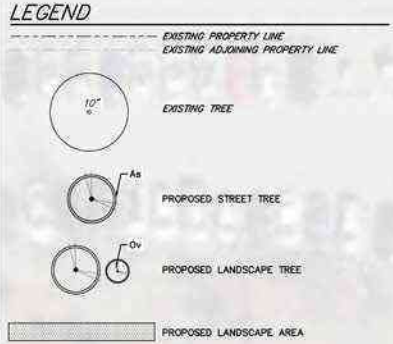 LEGEND
EXISTING PROPERTY LINE
EXISTING ADJOINING PROPERTY LINE
10"
EXISTING TREE
As
PROPOSED STREET TREE
Ov
PROPOSED LANDSCAPE TREE
PROPOSED LANDSCAPE AREA